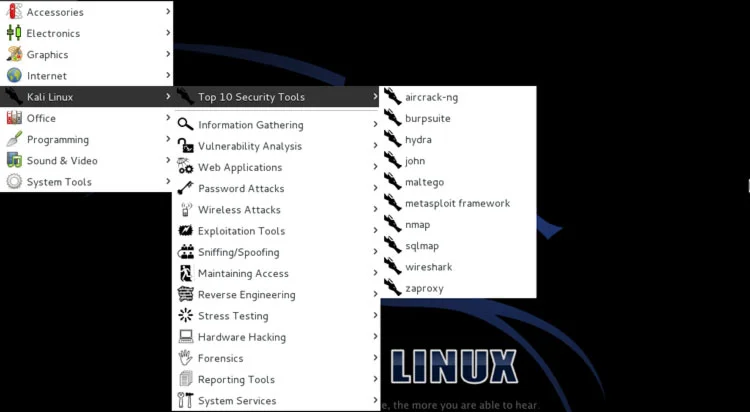 Accessories
Electronics
Graphics
Internet
Kali Linux
Office
Programming
Sound & Video
System Tools
Top 10 Security Tools
Information Gathering
Vulnerability Analysis
Web Applications
Password Attacks
Wireless Attacks
Exploitation Tools
Sniffing/Spoofing
Maintaining Access
Reverse Engineering
Stress Testing
Hardware Hacking
Forensics
Reporting Tools
System Services
aircrack-ng
burpsuite
hydra
john
maltego
metasploit framework
nmap
sqlmap
wireshark
zaproxy
LINUX
, the more you are able to hear.